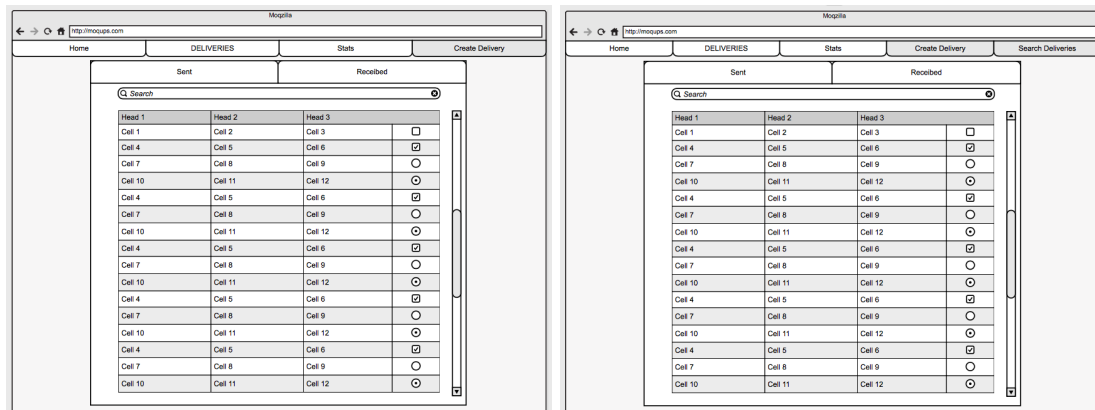 Moqzilla
http://moqups.com
Home DELIVERIES Stats Create Delivery
Sent Receibed
Search
Head 1 Head 2 Head 3
Cell 1 Cell 2 Cell 3
Cell 4 Cell 5 Cell 6
Cell 7 Cell 8 Cell 9
Cell 10 Cell 11 Cell 12
Cell 4 Cell 5 Cell 6
Cell 7 Cell 8 Cell 9
Cell 10 Cell 11 Cell 12
Cell 4 Cell 5 Cell 6
Cell 7 Cell 8 Cell 9
Cell 10 Cell 11 Cell 12
Cell 4 Cell 5 Cell 6
Cell 7 Cell 8 Cell 9
Cell 10 Cell 11 Cell 12
Cell 4 Cell 5 Cell 6
Cell 7 Cell 8 Cell 9
Cell 10 Cell 11 Cell 12
Moqzilla
http://moqups.com
Home DELIVERIES Stats Create Delivery Search Deliveries
Sent Receibed
Search
Head 1 Head 2 Head 3
Cell 1 Cell 2 Cell 3
Cell 4 Cell 5 Cell 6
Cell 7 Cell 8 Cell 9
Cell 10 Cell 11 Cell 12
Cell 4 Cell 5 Cell 6
Cell 7 Cell 8 Cell 9
Cell 10 Cell 11 Cell 12
Cell 4 Cell 5 Cell 6
Cell 7 Cell 8 Cell 9
Cell 10 Cell 11 Cell 12
Cell 4 Cell 5 Cell 6
Cell 7 Cell 8 Cell 9
Cell 10 Cell 11 Cell 12
Cell 4 Cell 5 Cell 6
Cell 7 Cell 8 Cell 9
Cell 10 Cell 11 Cell 12